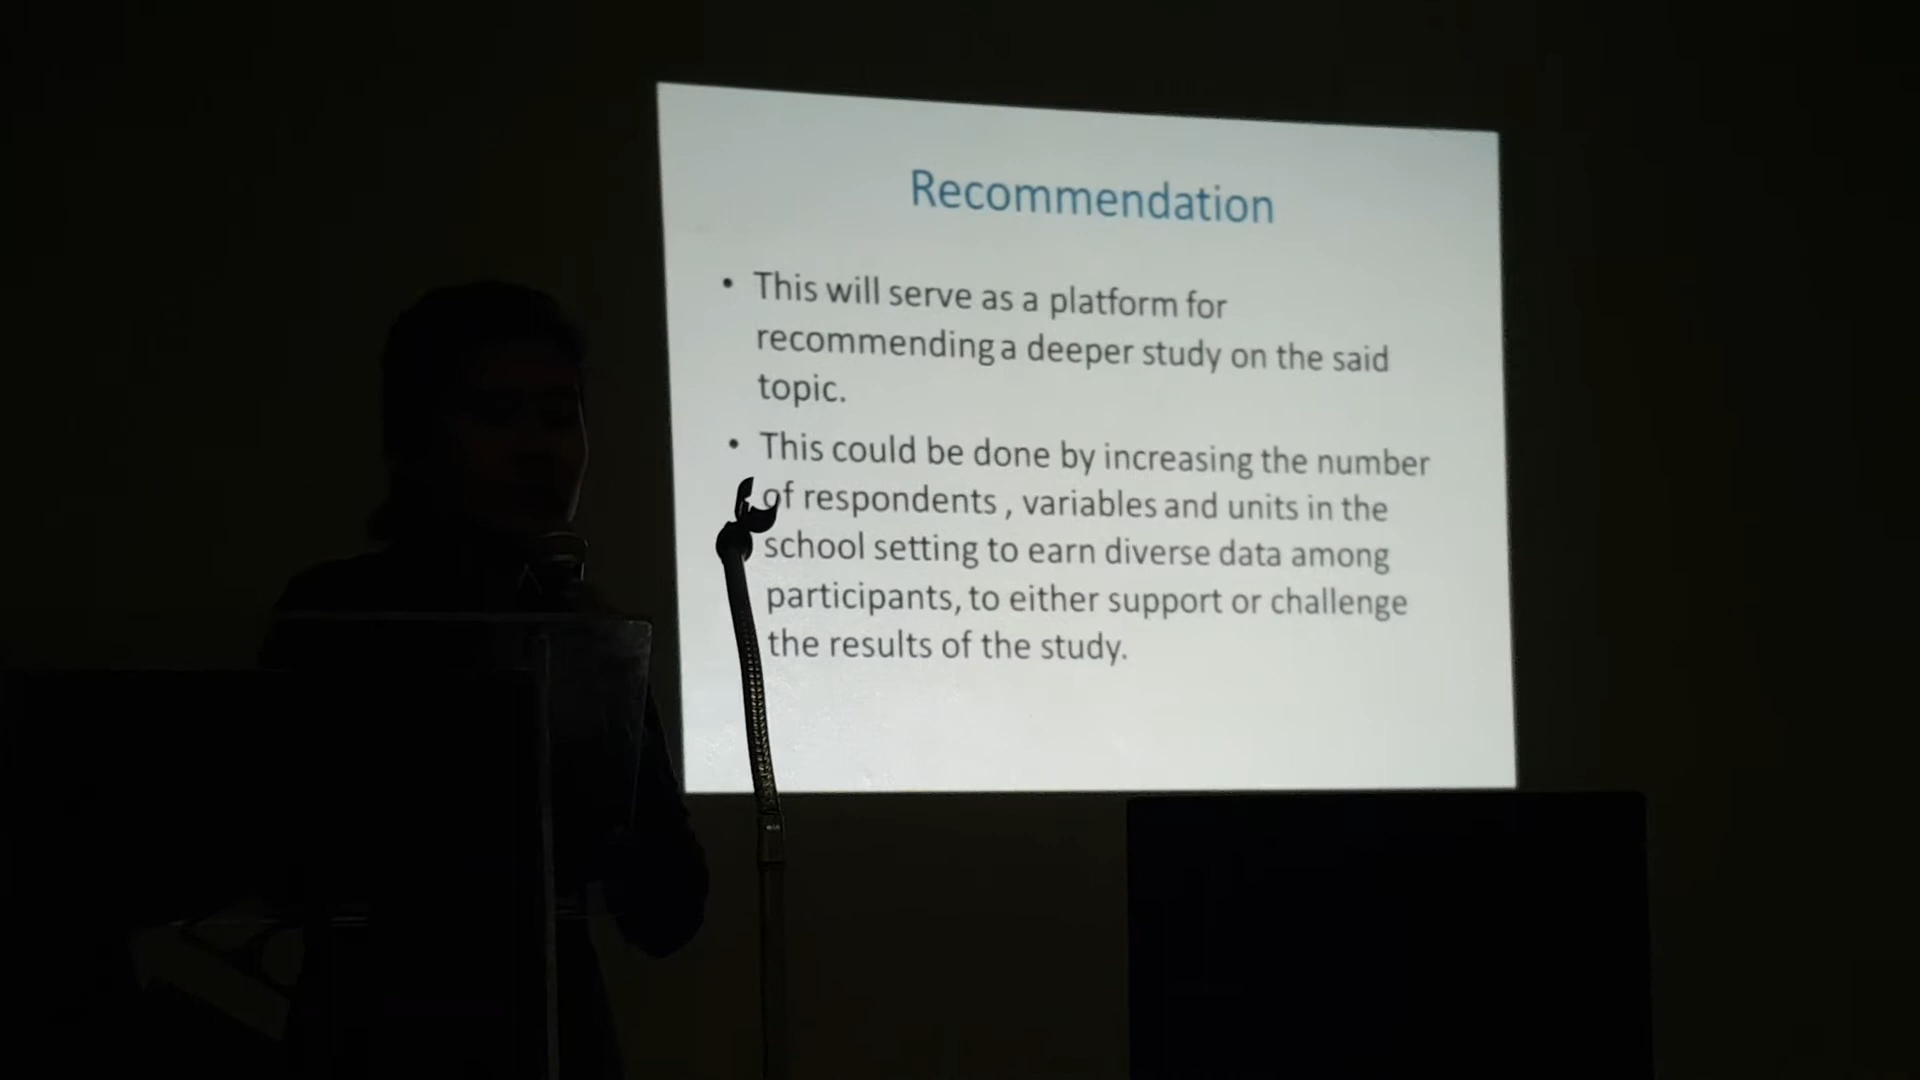 Recommendation
• This will serve as a platform for
recommending a deeper study on the said
topic.
• This could be done by increasing the number
of respondents , variables and units in the
school setting to earn diverse data among
participants, to either support or challenge
the results of the study.